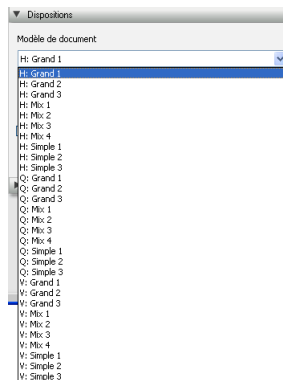 Dispositions
Modèle de document
H: Grand 1
H: Grand 1
H: Grand 2
H: Grand 3
H: Mix 1
H: Mix 2
H: Mix 3
H: Mix 4
H: Simple 1
H: Simple 2
H: Simple 3
Q: Grand 1
Q: Grand 2
Q: Grand 3
Q: Mix 1
Q: Mix 2
Q: Mix 3
Q: Mix 4
Q: Simple 1
Q: Simple 2
Q: Simple 3
V: Grand 1
V: Grand 2
V: Grand 3
V: Mix 1
V: Mix 2
V: Mix 3
V: Mix 4
V: Simple 1
V: Simple 2
V: Simple 3